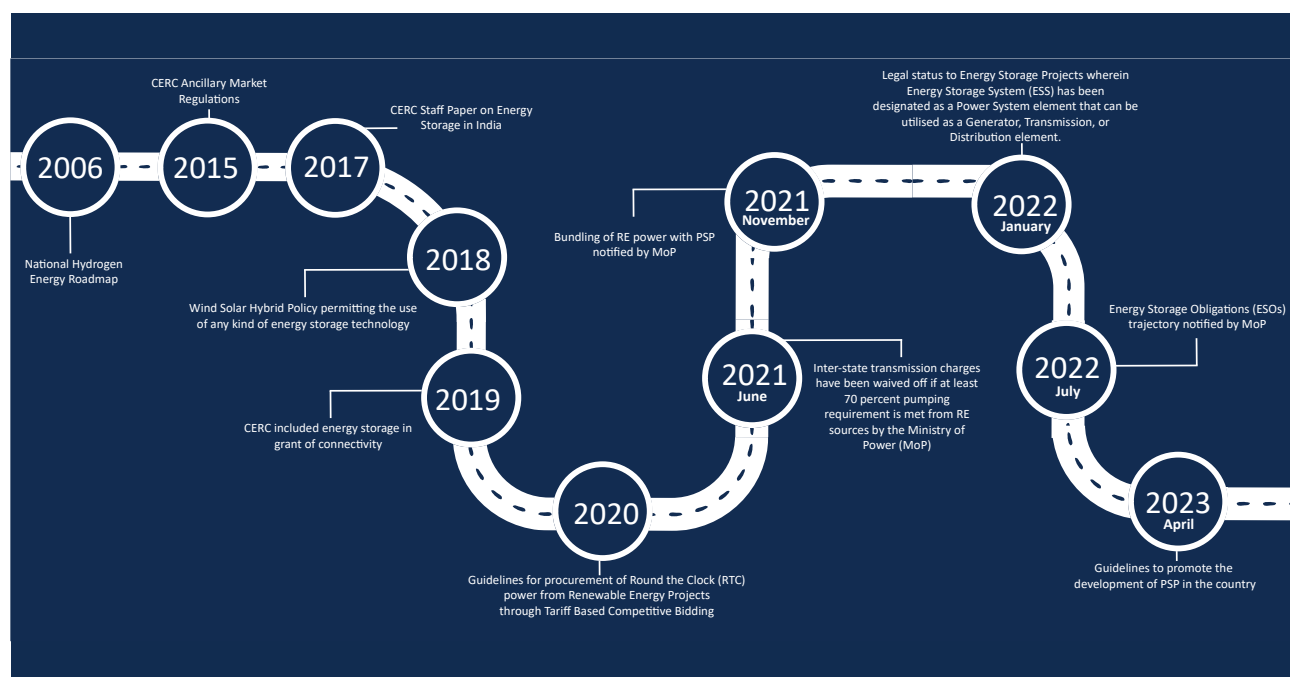 2006
National Hydrogen
Energy Roadmap
CERC Ancillary Market
Regulations
2015
CERC Staff Paper on Energy
Storage in India
2017
2018
Wind Solar Hybrid Policy permitting the use
of any kind of energy storage technology
2019
CERC included energy storage in
grant of connectivity
2020
Guidelines for procurement of Round the Clock (RTC)
power from Renewable Energy Projects
through Tariff Based Competitive Bidding
2021
June
Inter-state transmission charges
have been waived off if at least
70 percent pumping
requirement is met from RE
sources by the Ministry of
Power (MoP)
2021
November
Bundling of RE power with PSP
notified by MoP
Legal status to Energy Storage Projects wherein
Energy Storage System (ESS) has been
designated as a Power System element that can be
utilised as a Generator, Transmission, or
Distribution element.
2022
January
Energy Storage Obligations (ESOs)
trajectory notified by MoP
2022
July
2023
April
Guidelines to promote the
development of PSP in the country